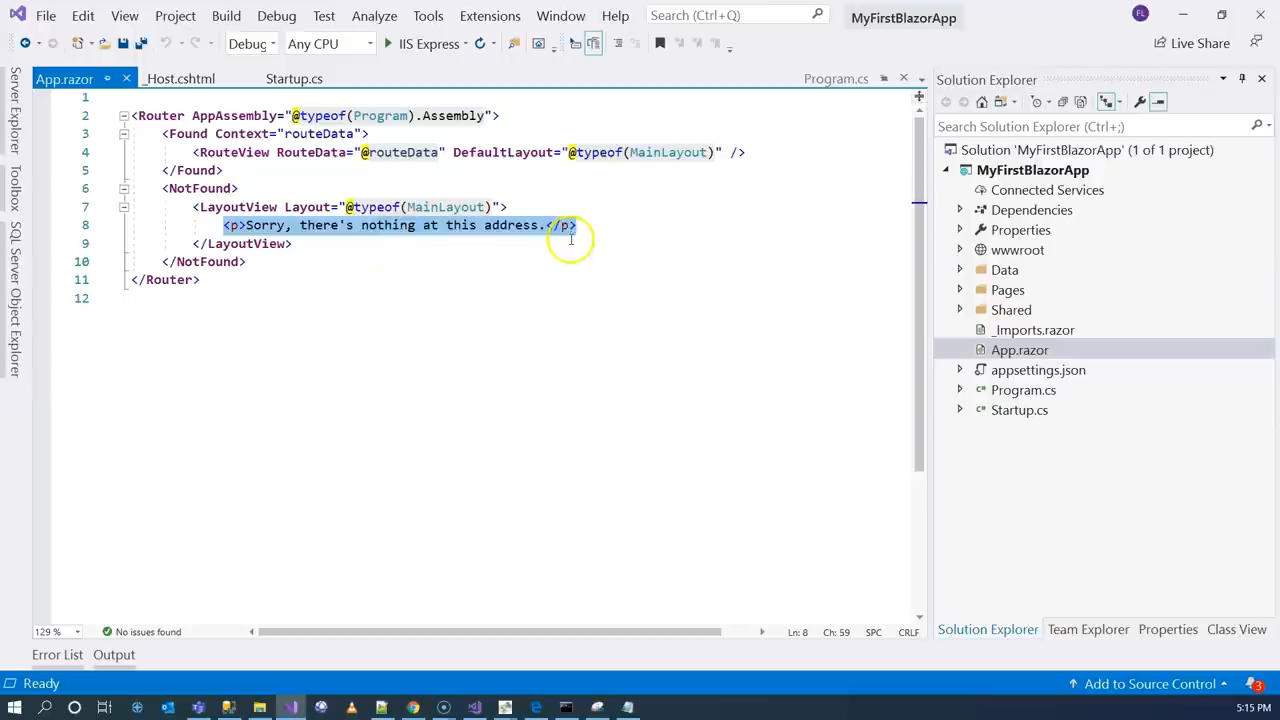 File Edit View Project Build Debug Test Analyze Tools Extensions Window Help Search (Ctrl+Q) MyFirstBlazorApp FL
Debug Any CPU IIS Express Live Share
App.razor _Host.cshtml Startup.cs Program.cs
Server Explorer
Toolbox
SQL Server Object Explorer
1
2 <Router AppAssembly="@typeof(Program).Assembly">
3 <Found Context="routeData">
4 <RouteView RouteData="@routeData" DefaultLayout="@typeof(MainLayout)" />
5 </Found>
6 <NotFound>
7 <LayoutView Layout="@typeof(MainLayout)">
8 <p>Sorry, there's nothing at this address.</p>
9 </LayoutView>
10 </NotFound>
11 </Router>
12
129 % No issues found Ln: 8 Ch: 59 SPC CRLF
Solution Explorer
Search Solution Explorer (Ctrl+;)
Solution 'MyFirstBlazorApp' (1 of 1 project)
MyFirstBlazorApp
Connected Services
Dependencies
Properties
wwwroot
Data
Pages
Shared
_Imports.razor
App.razor
appsettings.json
Program.cs
Startup.cs
Solution Explorer Team Explorer Properties Class View
Error List Output
Ready Add to Source Control 3
5:15 PM